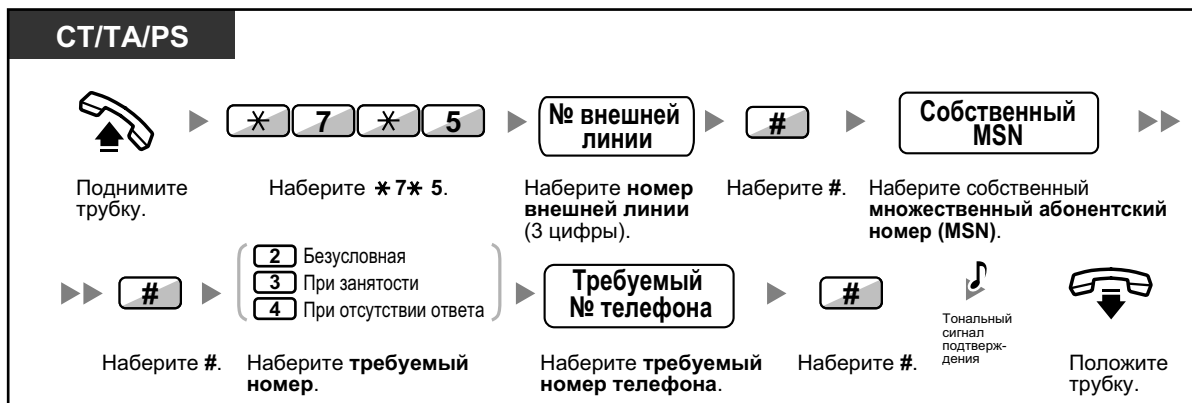 CT/TA/PS
✳ 7 ✳ 5
№ внешней
линии
#
Собственный
MSN
Поднимите
трубку.
Наберите ✳7✳ 5.
Наберите номер
внешней линии
(3 цифры).
Наберите #.
Наберите собственный
множественный абонентский
номер (MSN).
#
2 Безусловная
3 При занятости
4 При отсутствии ответа
Требуемый
№ телефона
#
Тональный
сигнал
подтверж-
дения
Наберите #.
Наберите требуемый
номер.
Наберите требуемый
номер телефона.
Наберите #.
Положите
трубку.